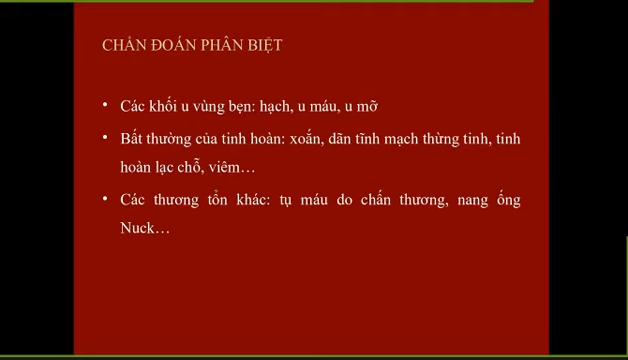 CHẨN ĐOÁN PHÂN BIỆT
• Các khối u vùng bẹn: hạch, u máu, u mỡ
• Bất thường của tinh hoàn: xoắn, dãn tĩnh mạch thừng tinh, tinh
hoàn lạc chỗ, viêm…
• Các thương tổn khác: tụ máu do chấn thương, nang ống
Nuck…